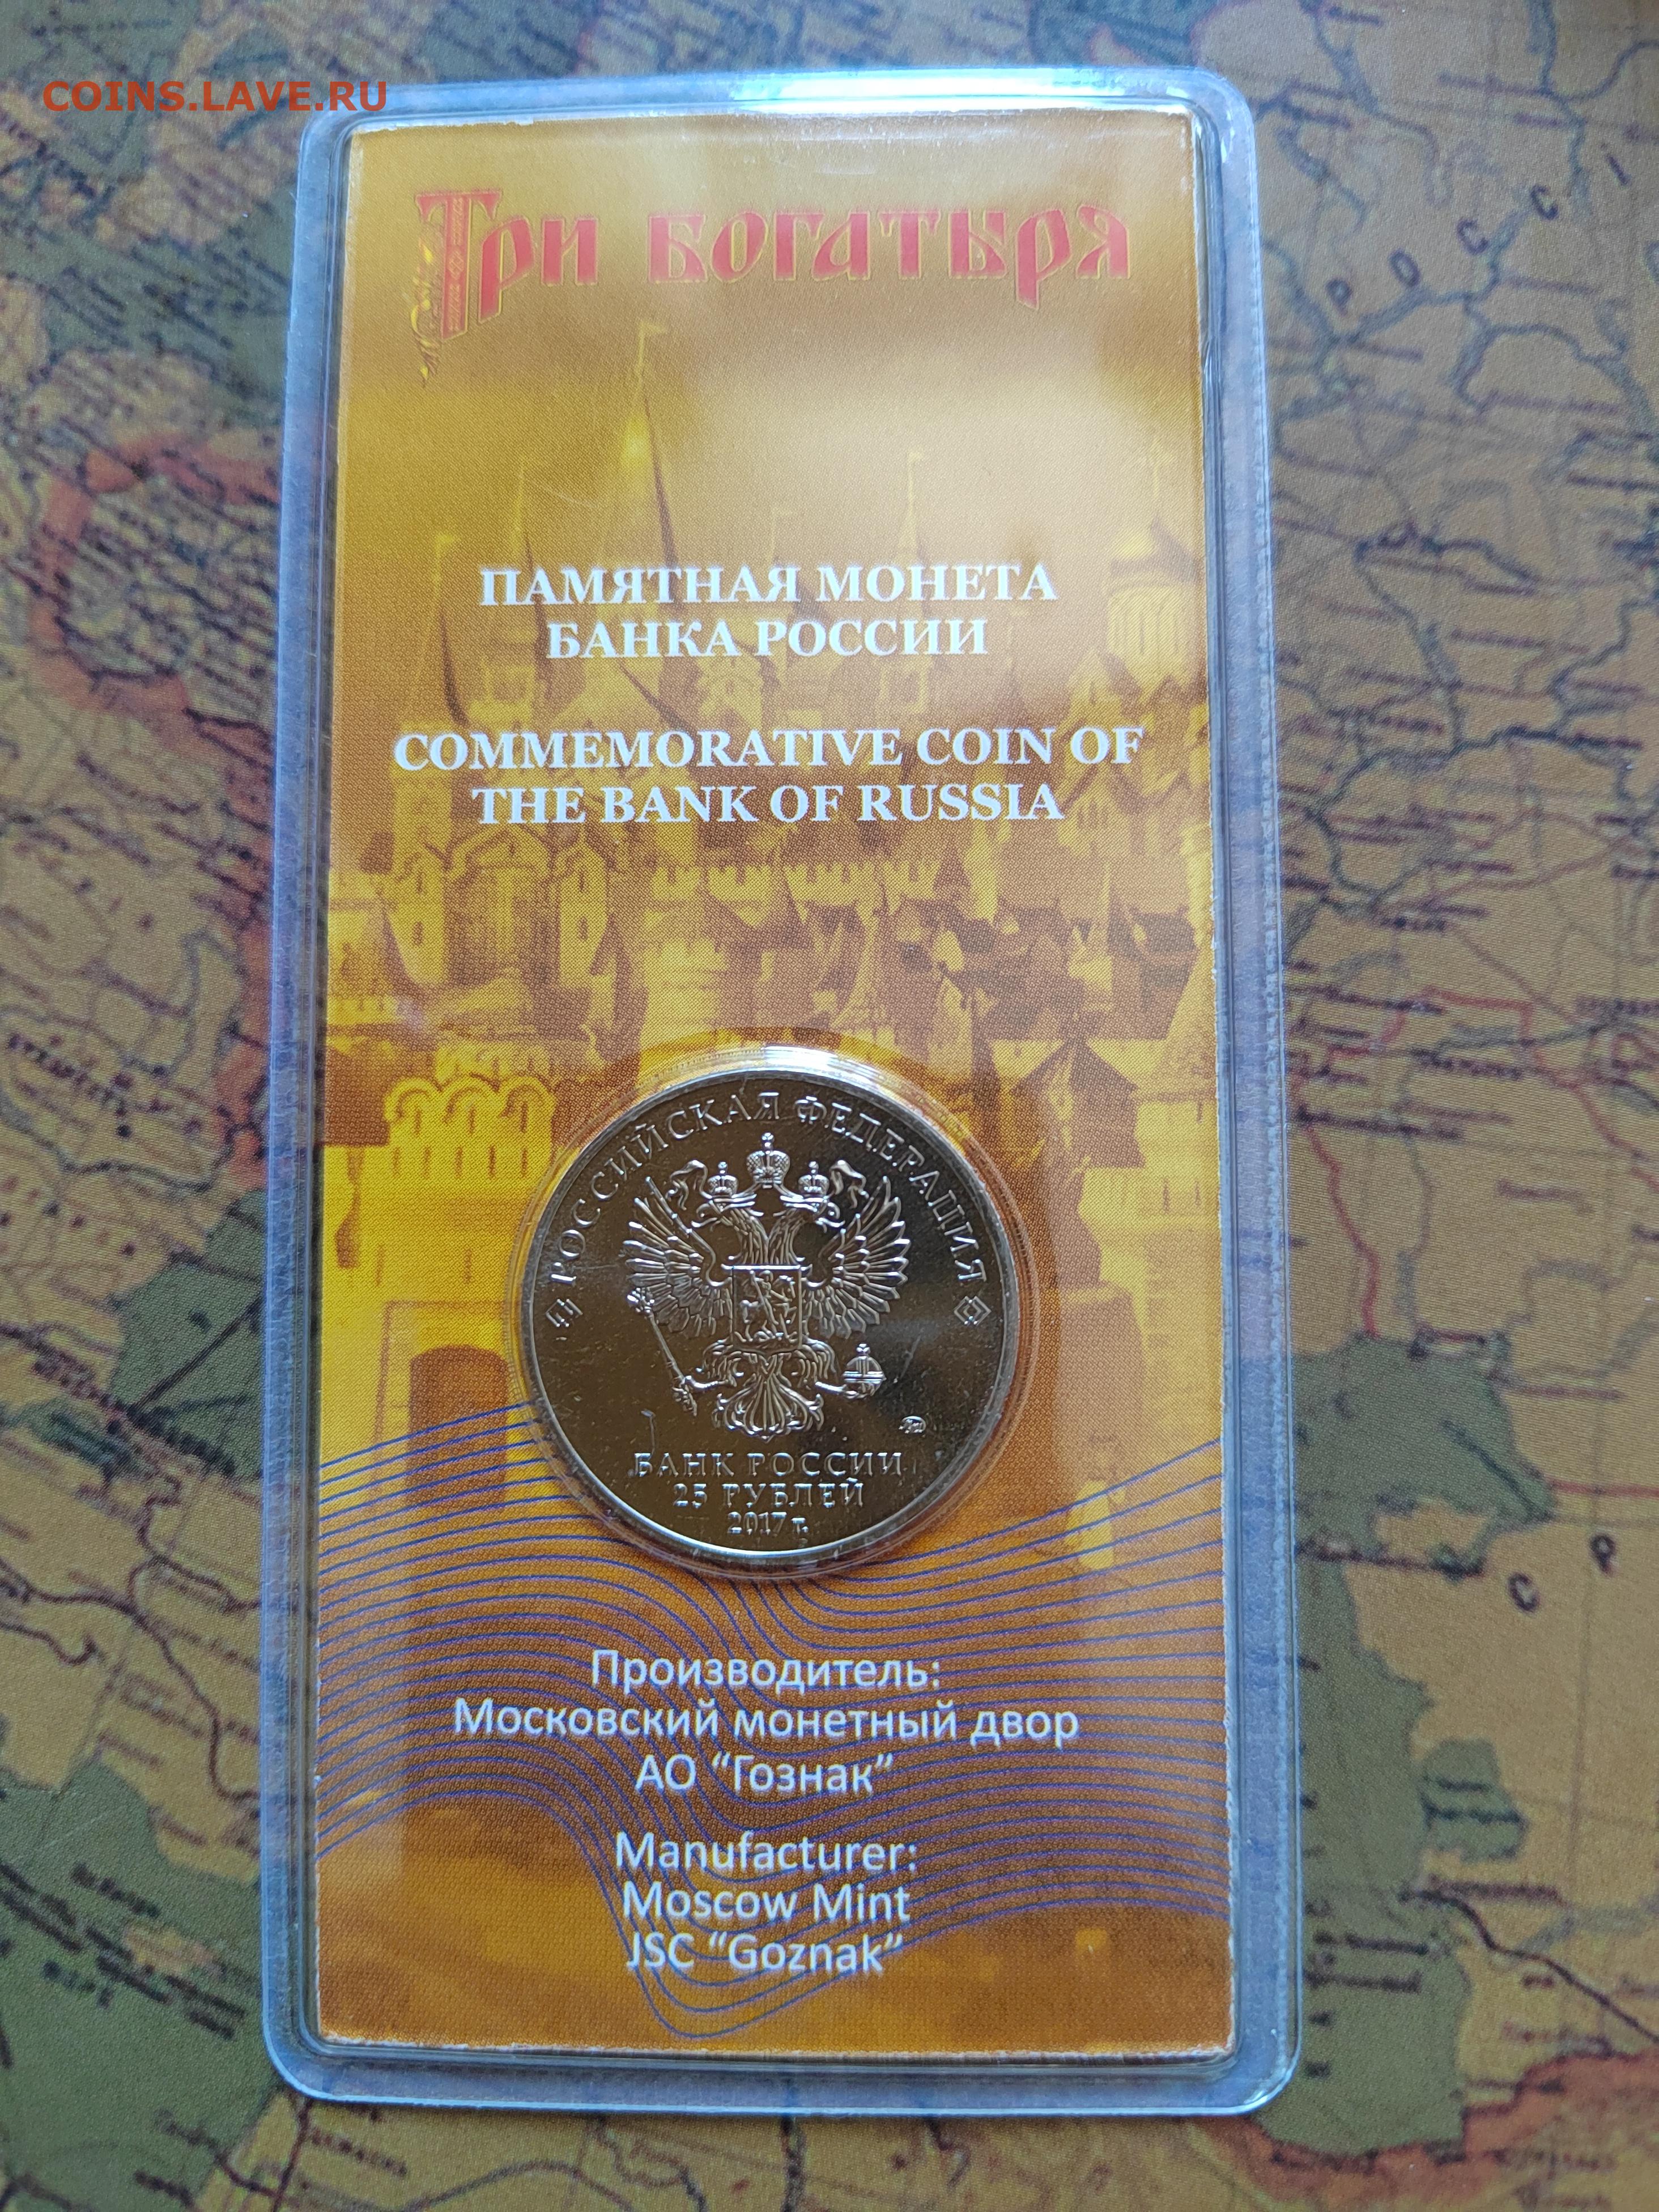 COINS.LAVE.RU
Три богатыря
ПАМЯТНАЯ МОНЕТА
БАНКА РОССИИ
COMMEMORATIVE COIN OF
THE BANK OF RUSSIA
РОССИЙСКАЯ ФЕДЕРАЦИЯ
БАНК РОССИИ
25 РУБЛЕЙ
2017 г.
Производитель:
Московский монетный двор
АО “Гознак”
Manufacturer:
Moscow Mint
JSC “Goznak”